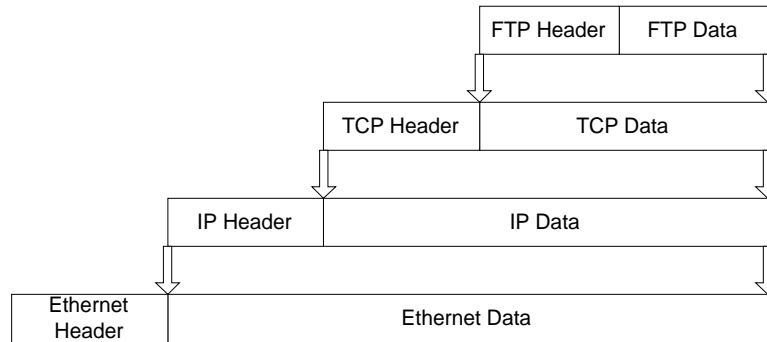 FTP Header FTP Data
TCP Header TCP Data
IP Header IP Data
Ethernet
Header
Ethernet Data